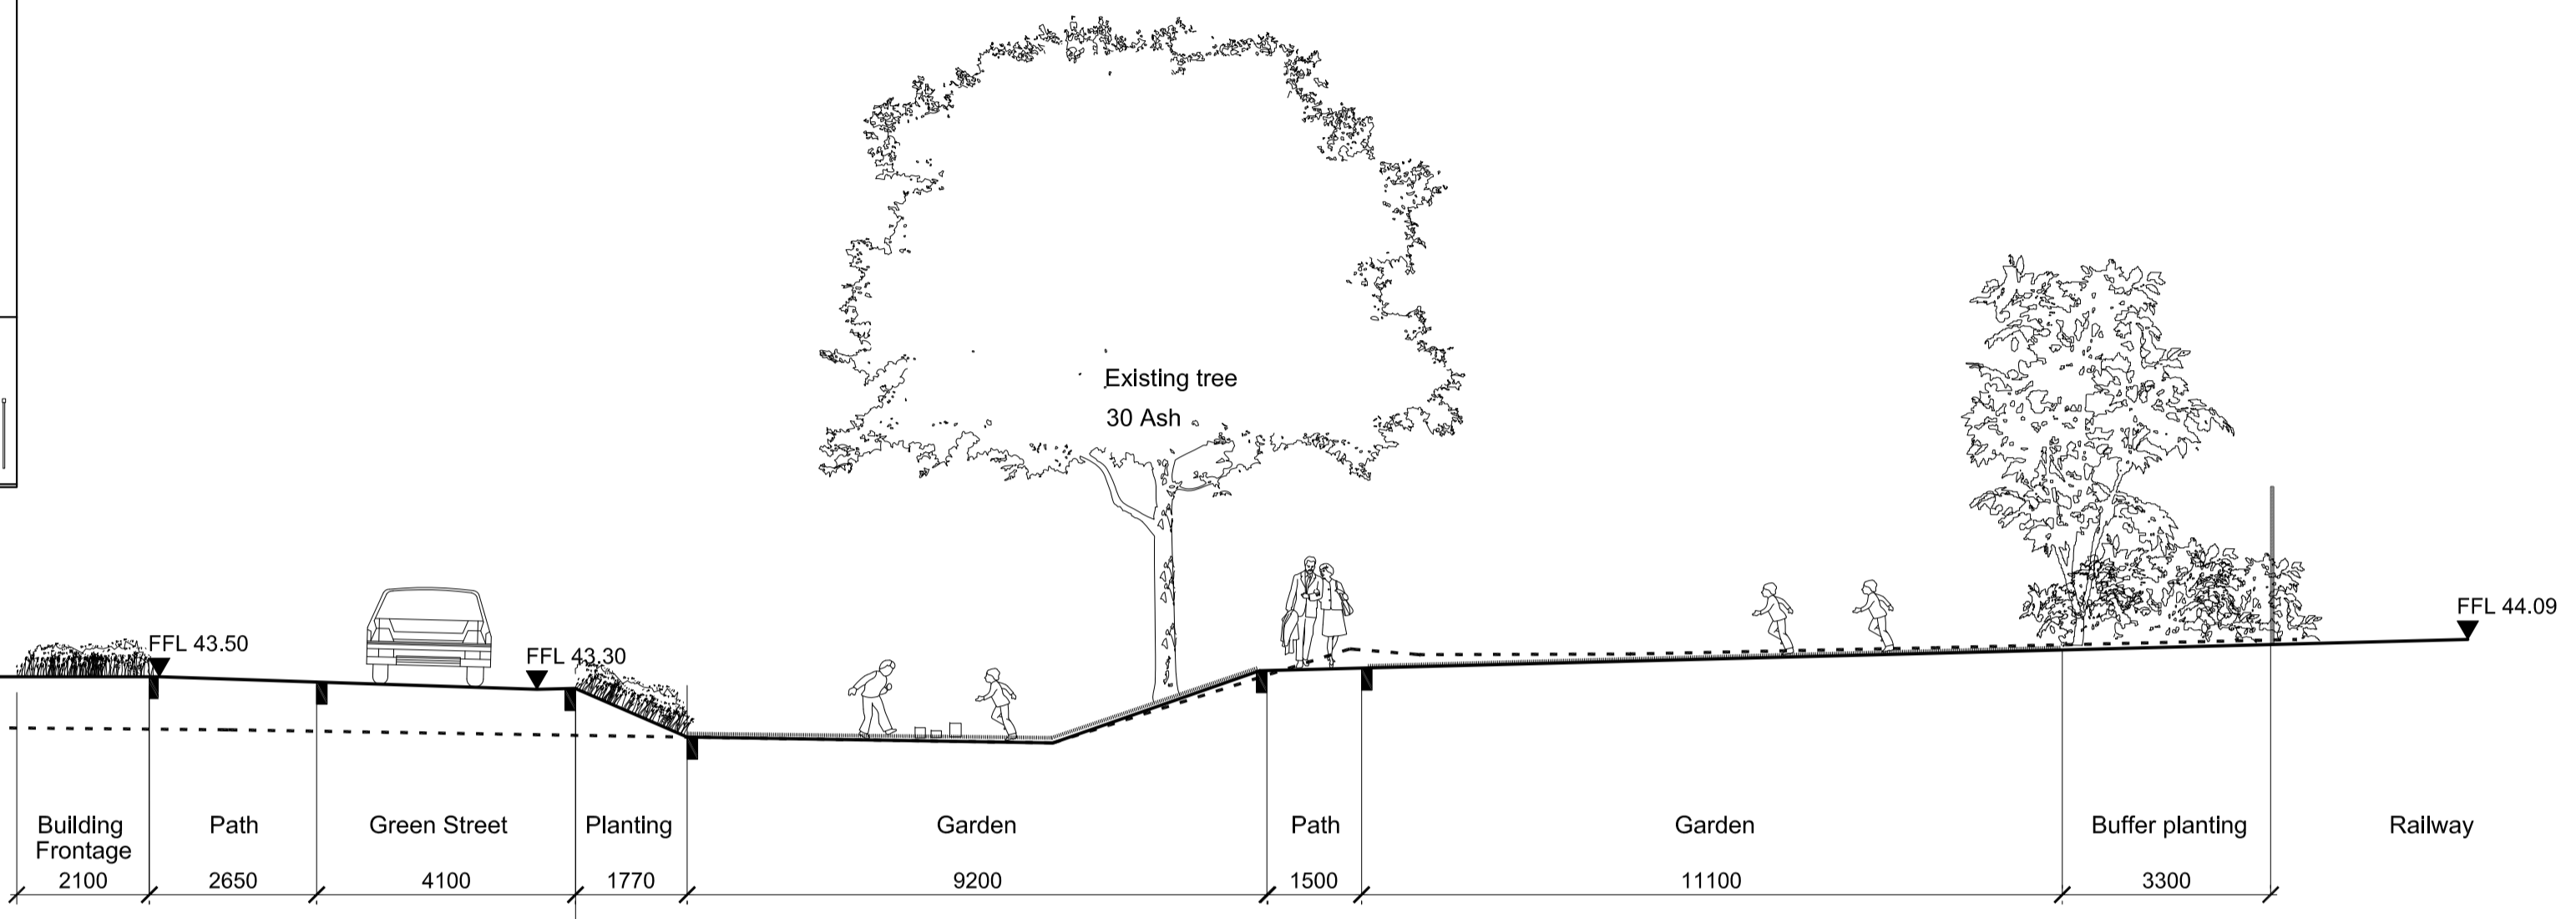 Existing tree
30 Ash
FFL 43.50
FFL 43.30
FFL 44.09
Building
Frontage
Path
Green Street
Planting
Garden
Path
Garden
Buffer planting
Railway
2100
2650
4100
1770
9200
1500
11100
3300